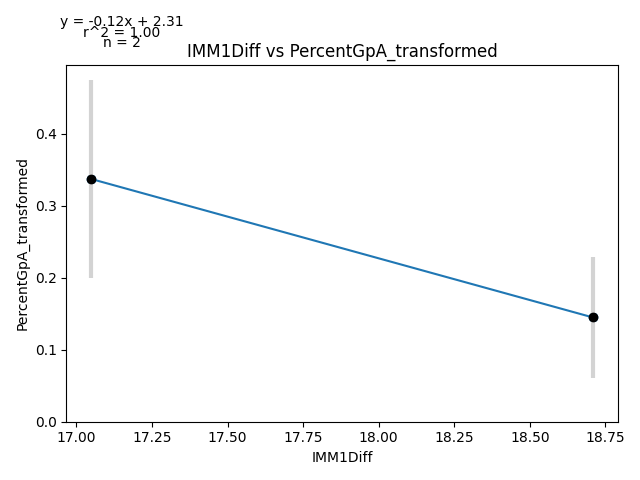 y = -0.12x + 2.31
r^2 = 1.00
n = 2
IMM1Diff vs PercentGpA_transformed
PercentGpA_transformed
0.4
0.3
0.2
0.1
0.0
17.00 17.25 17.50 17.75 18.00 18.25 18.50 18.75
IMM1Diff